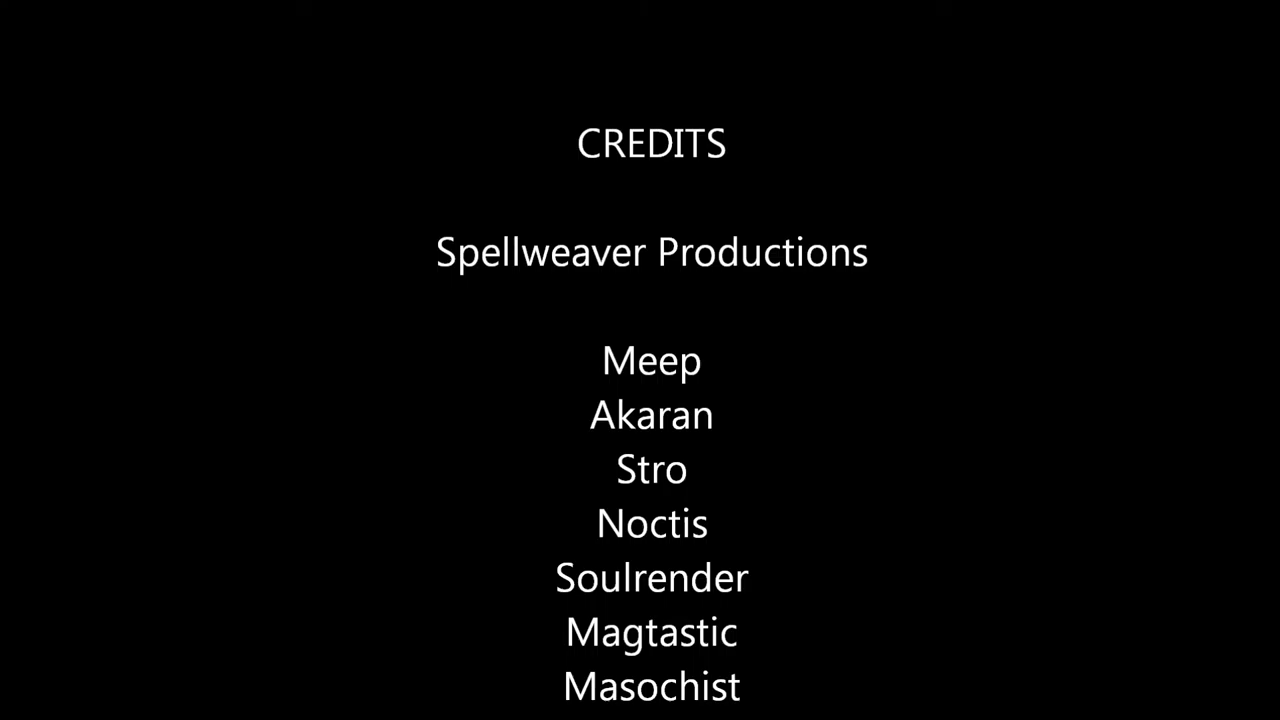 CREDITS
Spellweaver Productions
Meep
Akaran
Stro
Noctis
Soulrender
Magtastic
Masochist